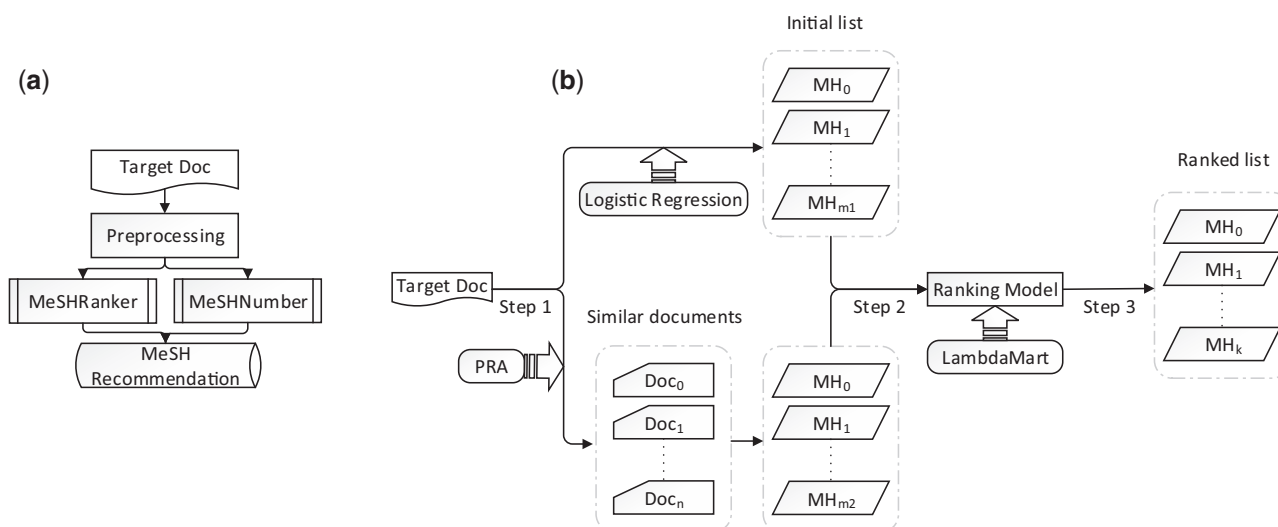 (a)
Target Doc
Preprocessing
MeSHRanker
MeSHNumber
MeSH
Recommendation
(b)
Initial list
MH0
MH1
MHm1
Logistic Regression
Target Doc
Step 1
PRA
Similar documents
Doc0
Doc1
Docn
MH0
MH1
MHm2
Step 2
Ranking Model
LambdaMart
Step 3
Ranked list
MH0
MH1
MHk